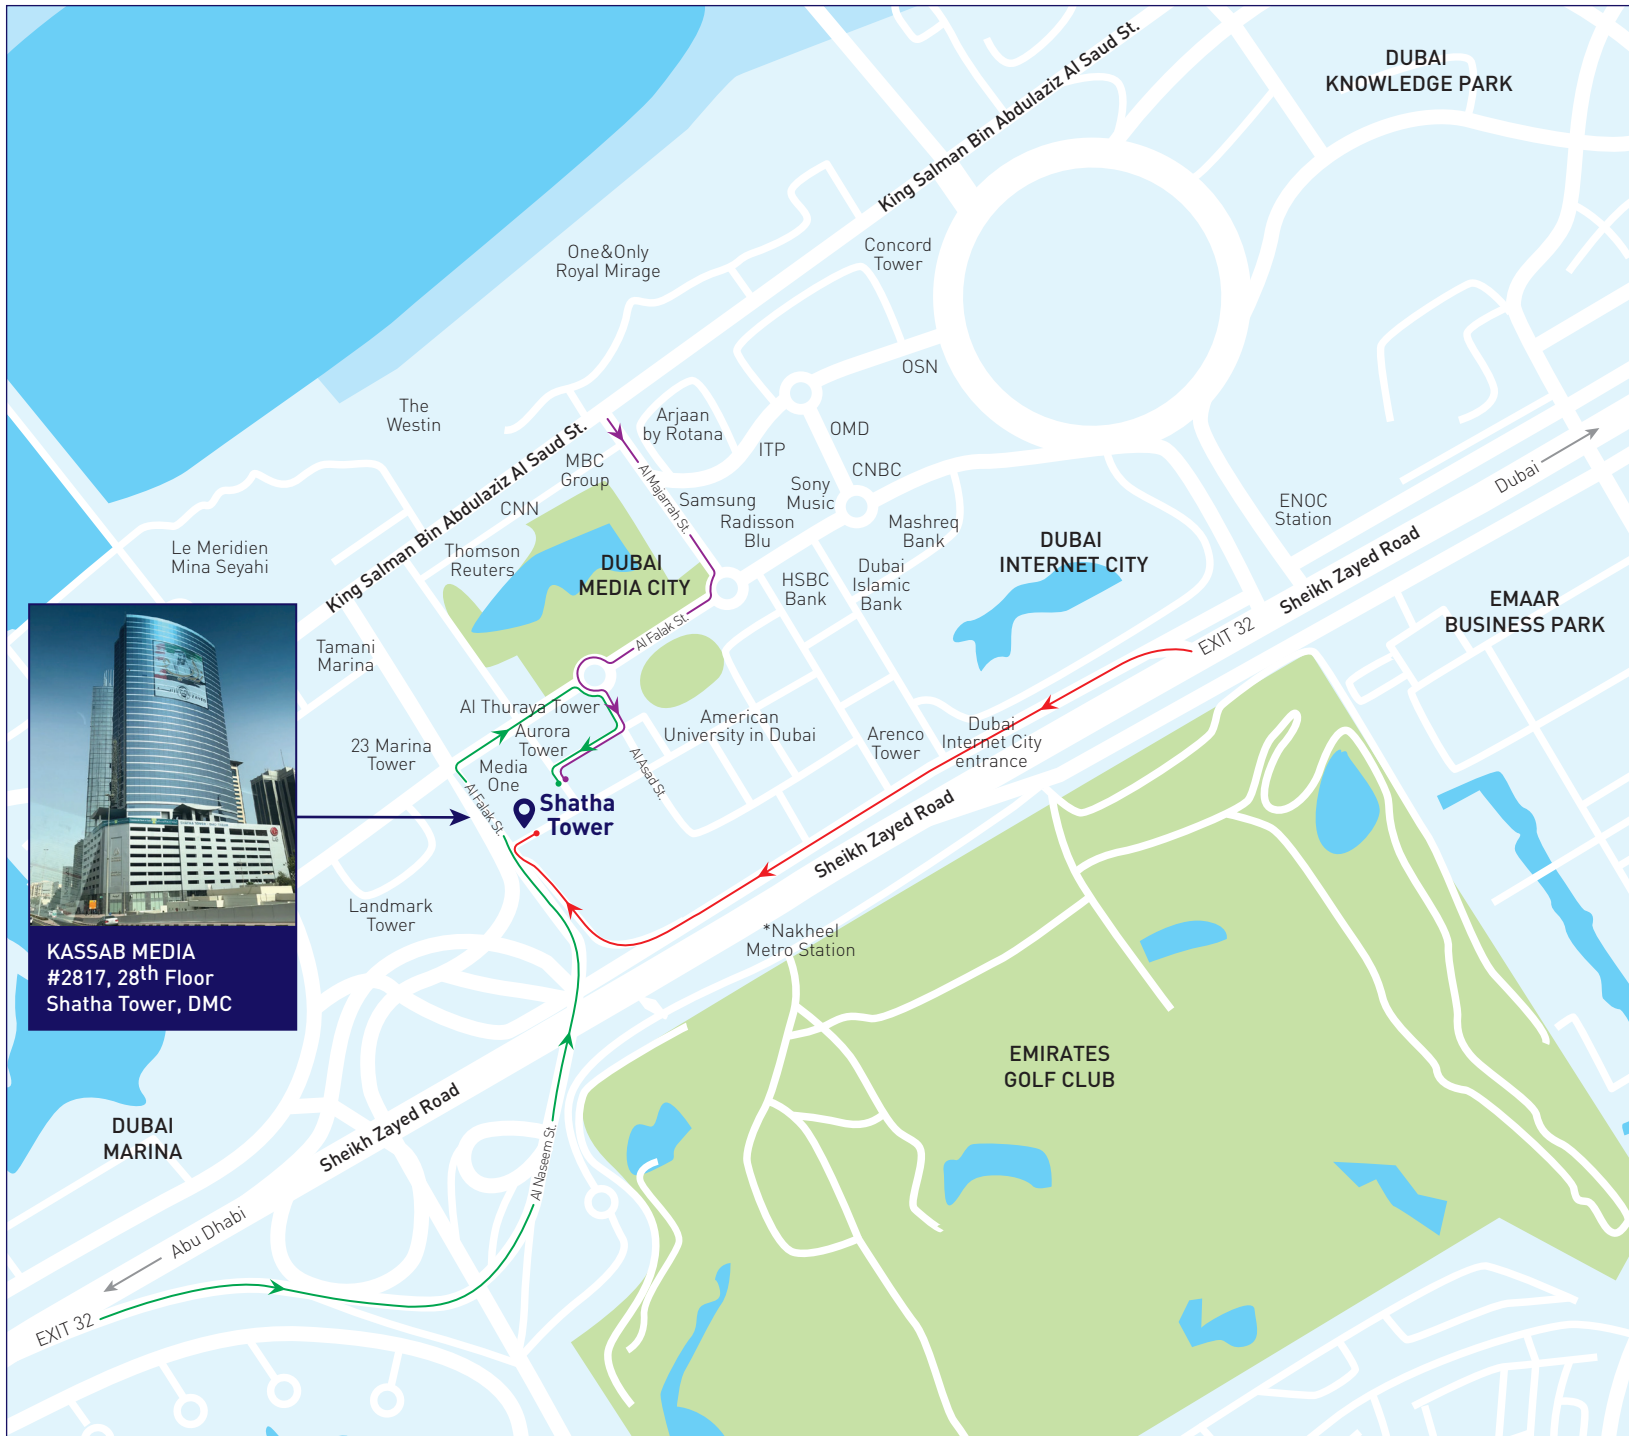 DUBAI
KNOWLEDGE PARK
King Salman Bin Abdulaziz Al Saud St.
One&Only
Royal Mirage
Concord
Tower
OSN
The
Westin
Arjaan
by Rotana
OMD
ITP
MBC
Group
CNBC
Sony
Music
Samsung
CNN
Al Majarrah St.
Radisson
Blu
Mashreq
Bank
King Salman Bin Abdulaziz Al Saud St.
Dubai
ENOC
Station
Sheikh Zayed Road
DUBAI
INTERNET CITY
Le Meridien
Mina Seyahi
Thomson
Reuters
DUBAI
MEDIA CITY
HSBC
Bank
Dubai
Islamic
Bank
EMAAR
BUSINESS PARK
EXIT 32
Al Falak St.
Tamani
Marina
Al Thuraya Tower
American
University in Dubai
Aurora
Tower
23 Marina
Tower
Arenco
Tower
Dubai
Internet City
entrance
Media
One
Al Asad St.
Al Falak St.
Shatha
Tower
Sheikh Zayed Road
Landmark
Tower
*Nakheel
Metro Station
KASSAB MEDIA
#2817, 28th Floor
Shatha Tower, DMC
EMIRATES
GOLF CLUB
DUBAI
MARINA
Sheikh Zayed Road
Al Naseem St.
Abu Dhabi
EXIT 32